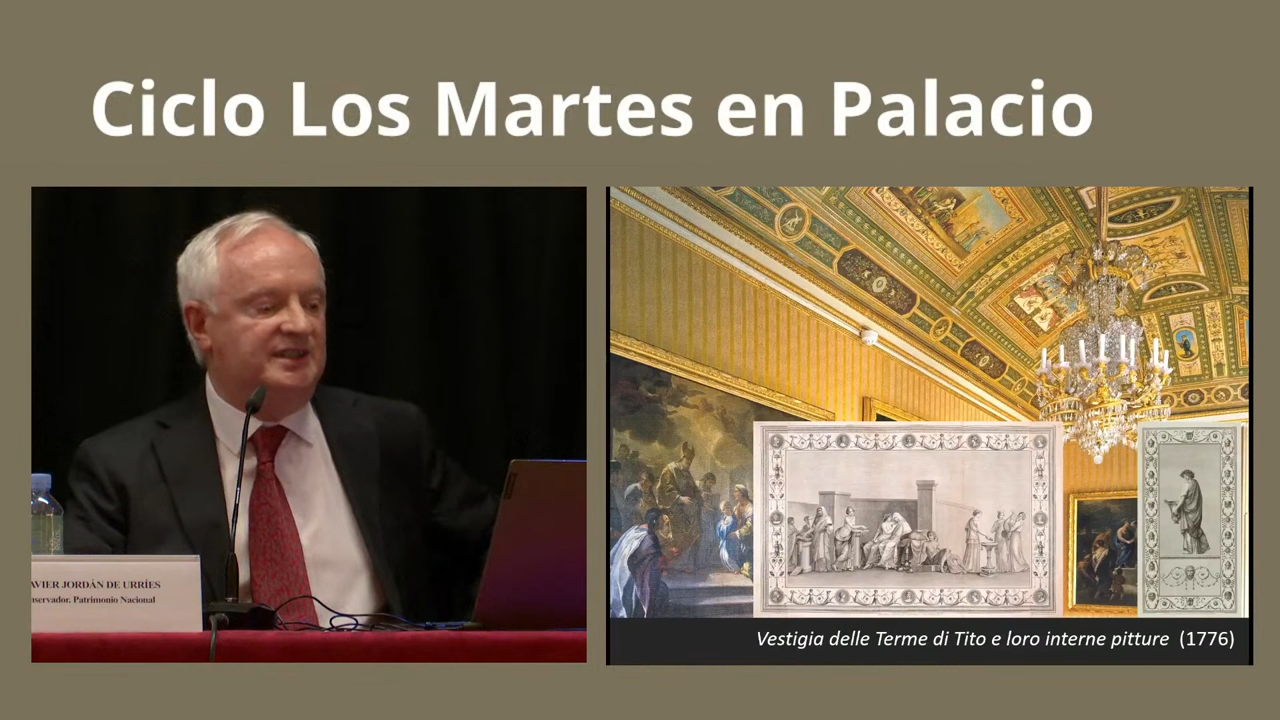 Ciclo Los Martes en Palacio
AVIER JORDÁN DE URRÍES
nservador. Patrimonio Nacional
Vestigia delle Terme di Tito e loro interne pitture (1776)